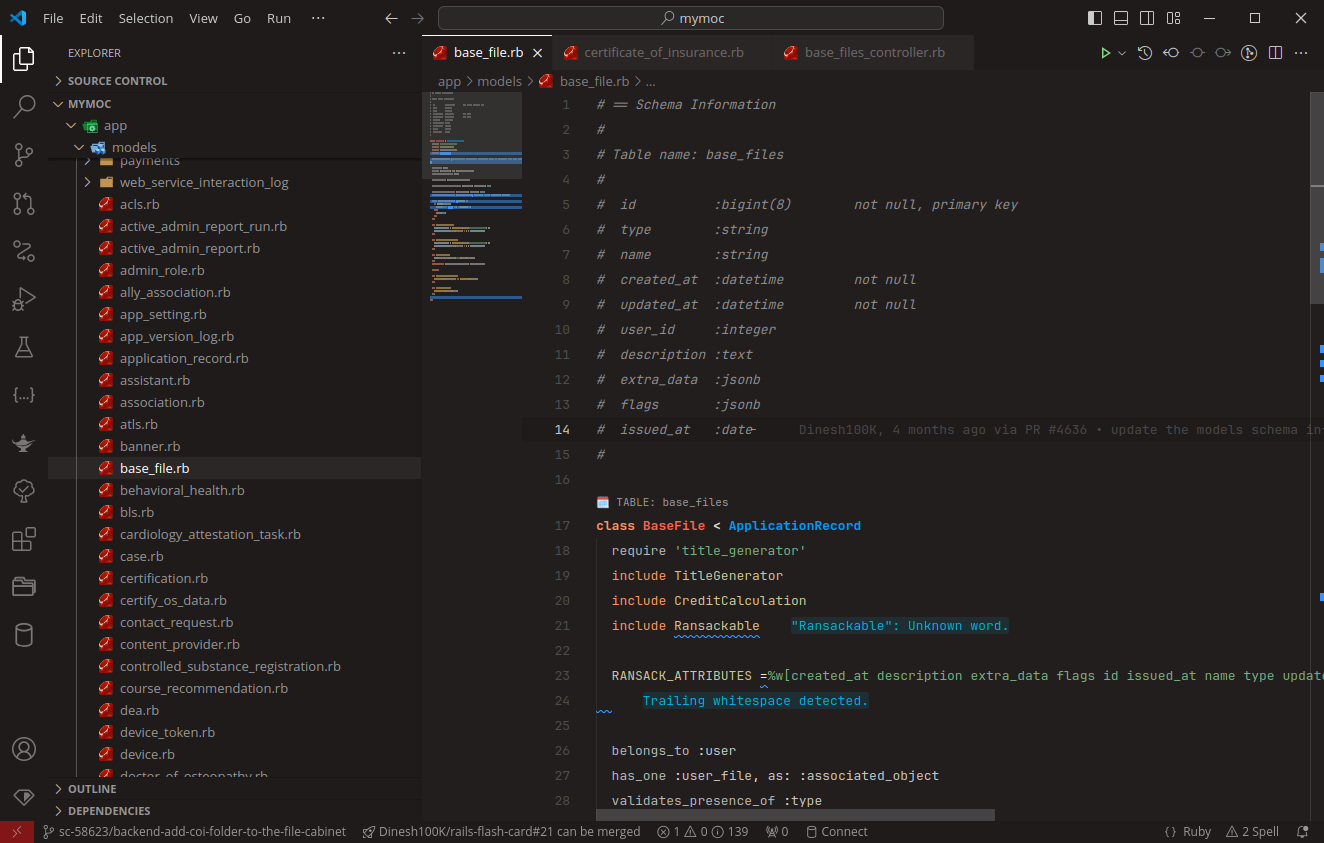 File Edit Selection View Go Run ···
mymoc
EXPLORER
SOURCE CONTROL
MYMOC
app
models
payments
web_service_interaction_log
acls.rb
active_admin_report_run.rb
active_admin_report.rb
admin_role.rb
ally_association.rb
app_setting.rb
app_version_log.rb
application_record.rb
assistant.rb
association.rb
atls.rb
banner.rb
base_file.rb
behavioral_health.rb
bls.rb
cardiology_attestation_task.rb
case.rb
certification.rb
certify_os_data.rb
contact_request.rb
content_provider.rb
controlled_substance_registration.rb
course_recommendation.rb
dea.rb
device_token.rb
device.rb
doctor_of_osteopathy.rb
OUTLINE
DEPENDENCIES
base_file.rb certificate_of_insurance.rb base_files_controller.rb
app > models > base_file.rb > ...
1 # == Schema Information
2 #
3 # Table name: base_files
4 #
5 # id :bigint(8) not null, primary key
6 # type :string
7 # name :string
8 # created_at :datetime not null
9 # updated_at :datetime not null
10 # user_id :integer
11 # description :text
12 # extra_data :jsonb
13 # flags :jsonb
14 # issued_at :date Dinesh100K, 4 months ago via PR #4636 • update the models schema in
15 #
16
TABLE: base_files
17 class BaseFile < ApplicationRecord
18 require 'title_generator'
19 include TitleGenerator
20 include CreditCalculation
21 include Ransackable "Ransackable": Unknown word.
22
23 RANSACK_ATTRIBUTES =%w[created_at description extra_data flags id issued_at name type update
24 Trailing whitespace detected.
25
26 belongs_to :user
27 has_one :user_file, as: :associated_object
28 validates_presence_of :type
sc-58623/backend-add-coi-folder-to-the-file-cabinet Dinesh100K/rails-flash-card#21 can be merged 1 0 139 0 Connect {} Ruby 2 Spell